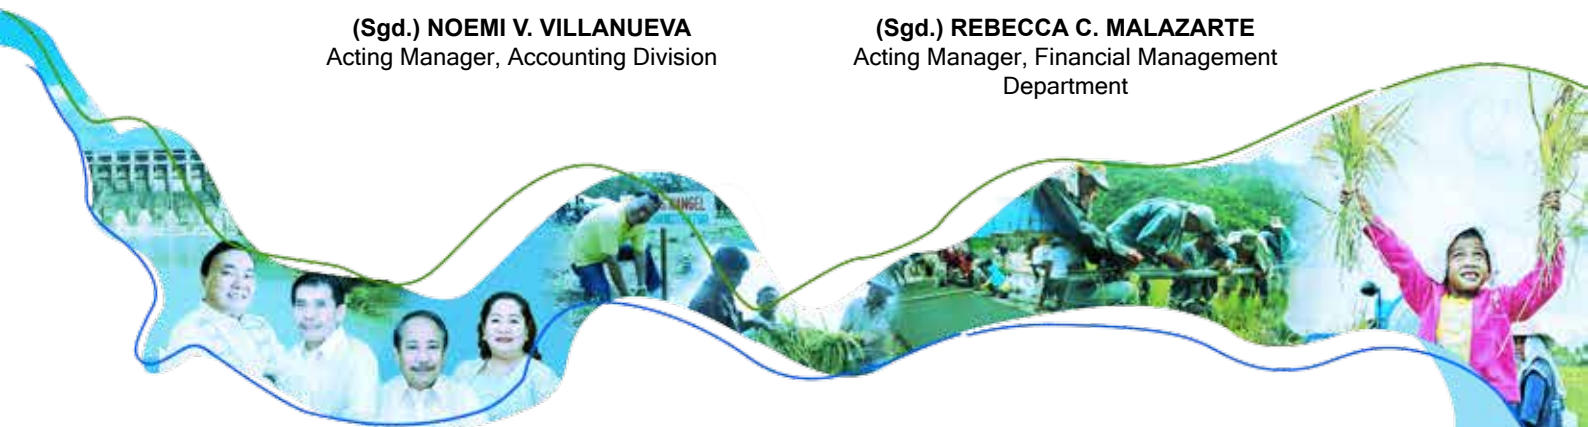 (Sgd.) NOEMI V. VILLANUEVA
Acting Manager, Accounting Division
(Sgd.) REBECCA C. MALAZARTE
Acting Manager, Financial Management
Department